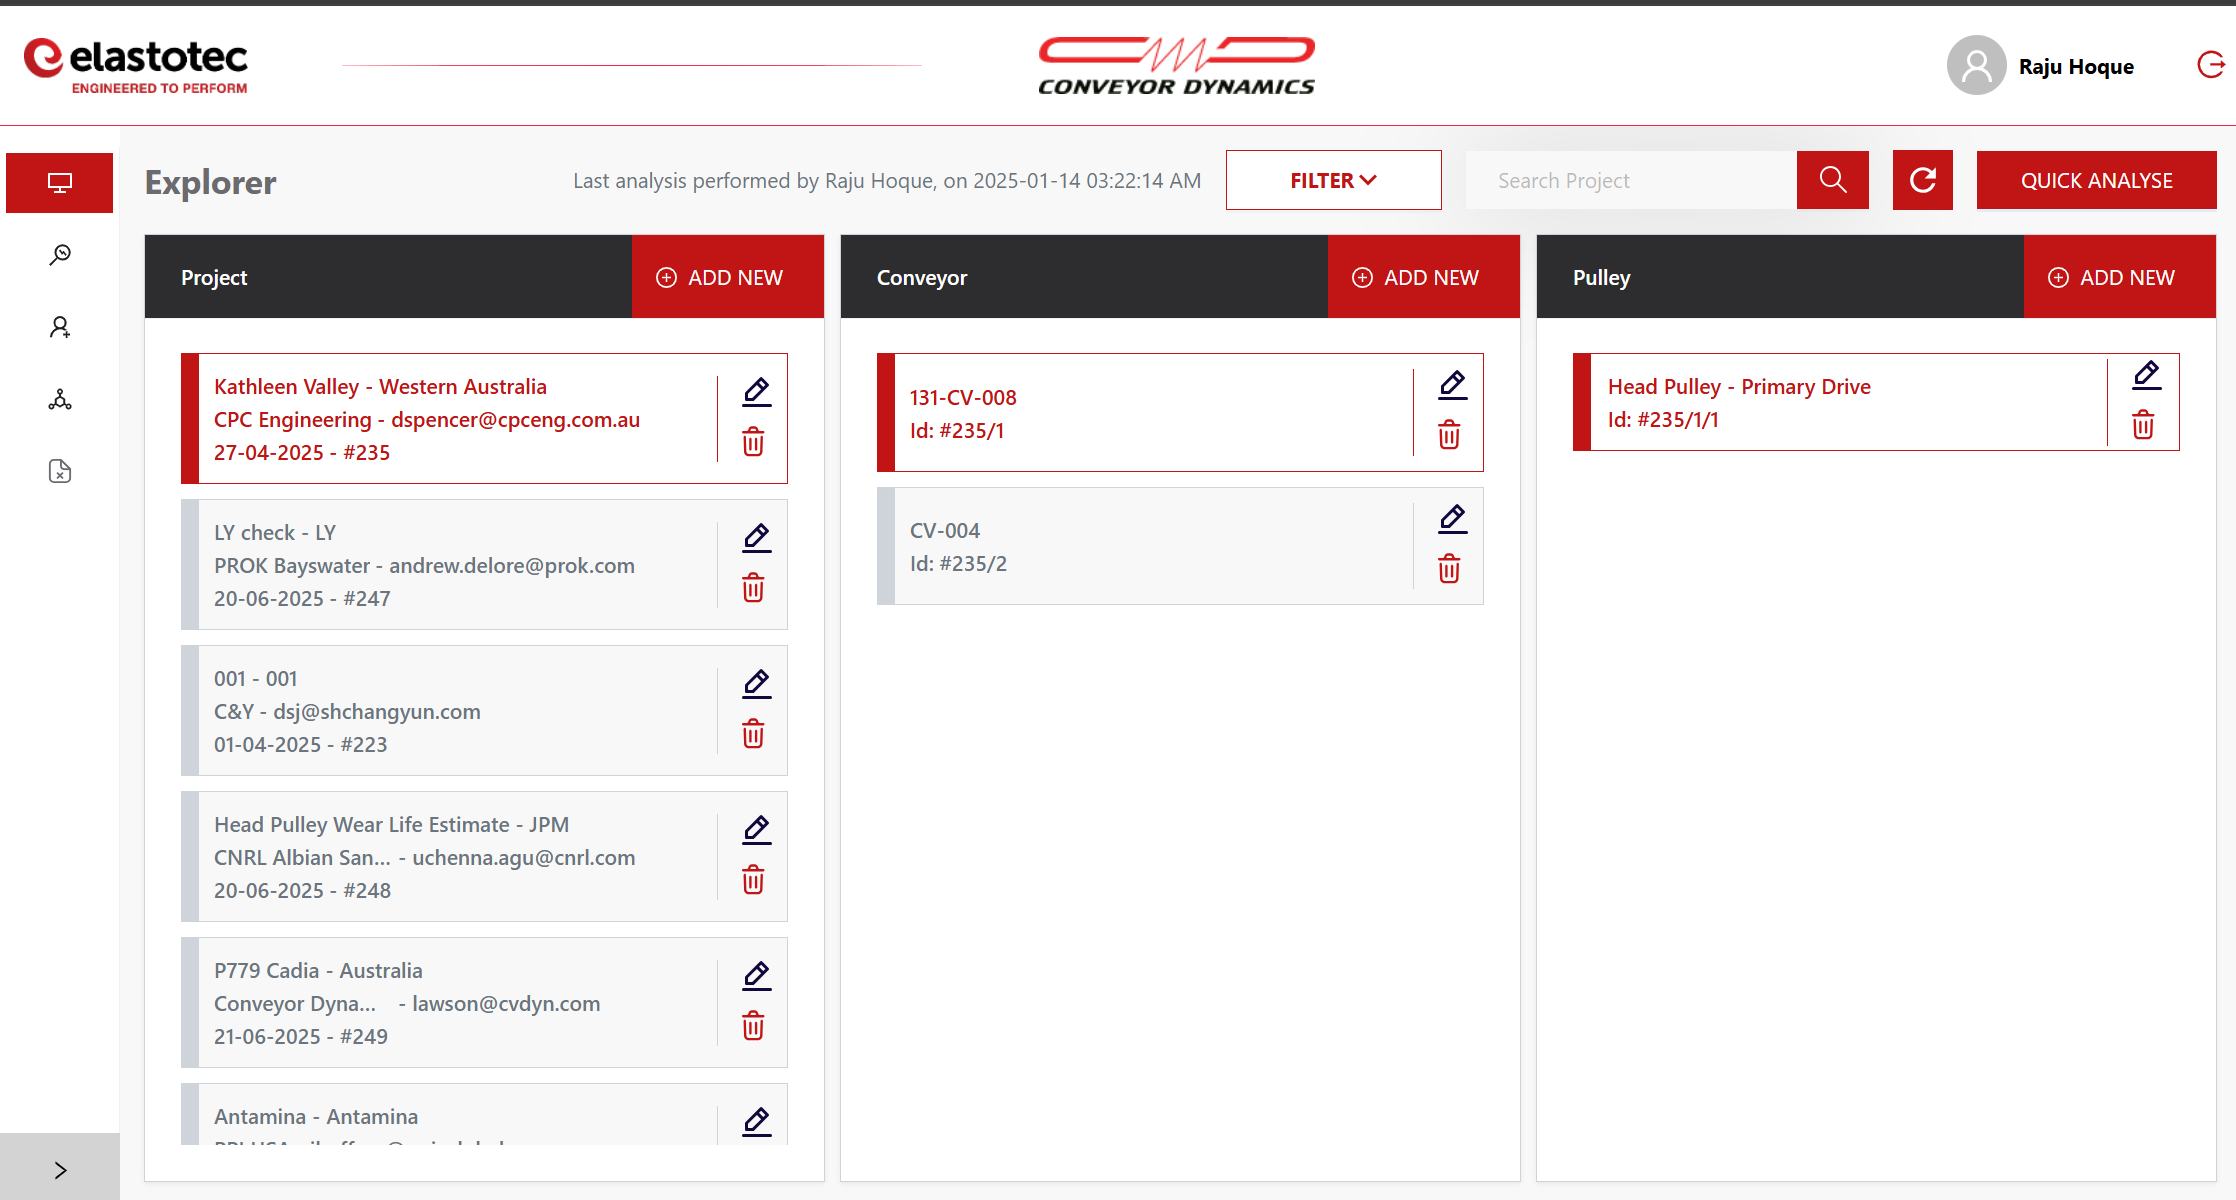 elastotec
ENGINEERED TO PERFORM
CONVEYOR DYNAMICS
Raju Hoque
Explorer
Last analysis performed by Raju Hoque, on 2025-01-14 03:22:14 AM
FILTER
Search Project
QUICK ANALYSE
Project
ADD NEW
Kathleen Valley - Western Australia
CPC Engineering - dspencer@cpceng.com.au
27-04-2025 - #235
LY check - LY
PROK Bayswater - andrew.delore@prok.com
20-06-2025 - #247
001 - 001
C&Y - dsj@shchangyun.com
01-04-2025 - #223
Head Pulley Wear Life Estimate - JPM
CNRL Albian San... - uchenna.agu@cnrl.com
20-06-2025 - #248
P779 Cadia - Australia
Conveyor Dyna... - lawson@cvdyn.com
21-06-2025 - #249
Antamina - Antamina
Conveyor
ADD NEW
131-CV-008
Id: #235/1
CV-004
Id: #235/2
Pulley
ADD NEW
Head Pulley - Primary Drive
Id: #235/1/1